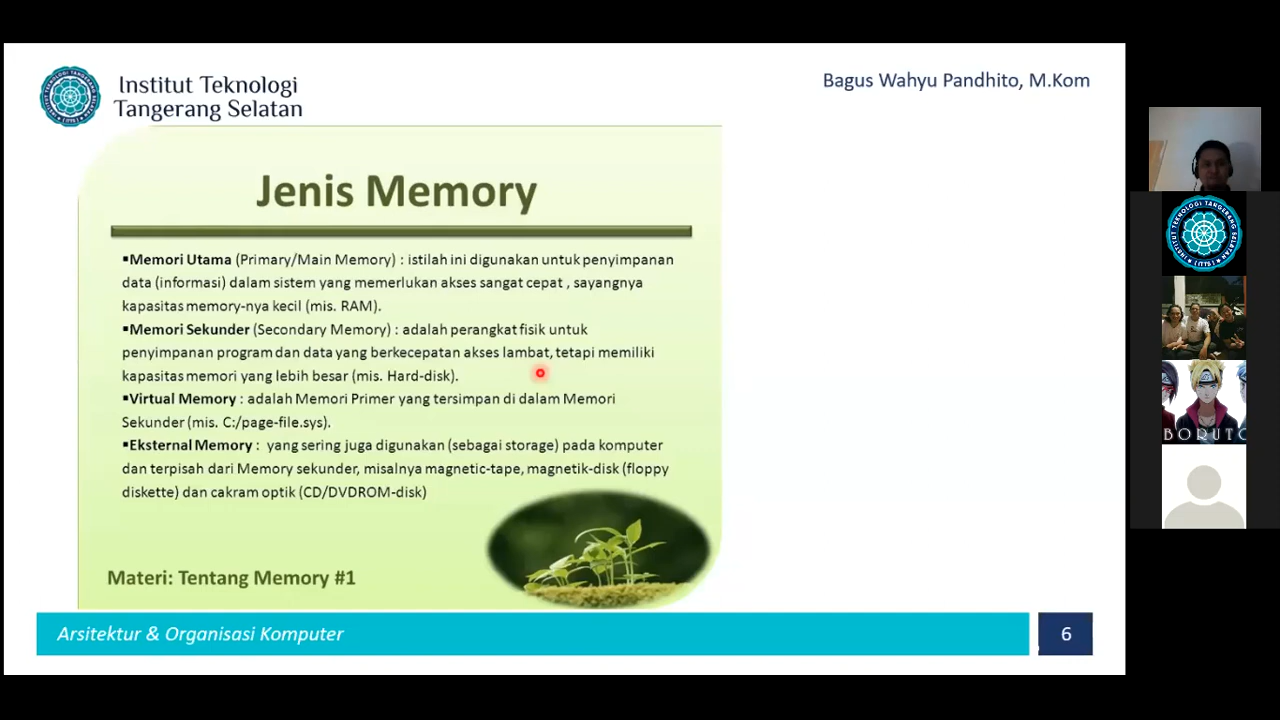 Institut Teknologi
Tangerang Selatan
Bagus Wahyu Pandhito, M.Kom
Jenis Memory
▪Memori Utama (Primary/Main Memory) : istilah ini digunakan untuk penyimpanan
data (informasi) dalam sistem yang memerlukan akses sangat cepat , sayangnya
kapasitas memory-nya kecil (mis. RAM).
▪Memori Sekunder (Secondary Memory) : adalah perangkat fisik untuk
penyimpanan program dan data yang berkecepatan akses lambat, tetapi memiliki
kapasitas memori yang lebih besar (mis. Hard-disk).
▪Virtual Memory : adalah Memori Primer yang tersimpan di dalam Memori
Sekunder (mis. C:/page-file.sys).
▪Eksternal Memory : yang sering juga digunakan (sebagai storage) pada komputer
dan terpisah dari Memory sekunder, misalnya magnetic-tape, magnetik-disk (floppy
diskette) dan cakram optik (CD/DVDROM-disk)
Materi: Tentang Memory #1
Arsitektur & Organisasi Komputer
6
INSTITUT TEKNOLOGI TANGERANG SELATAN
BORUTO